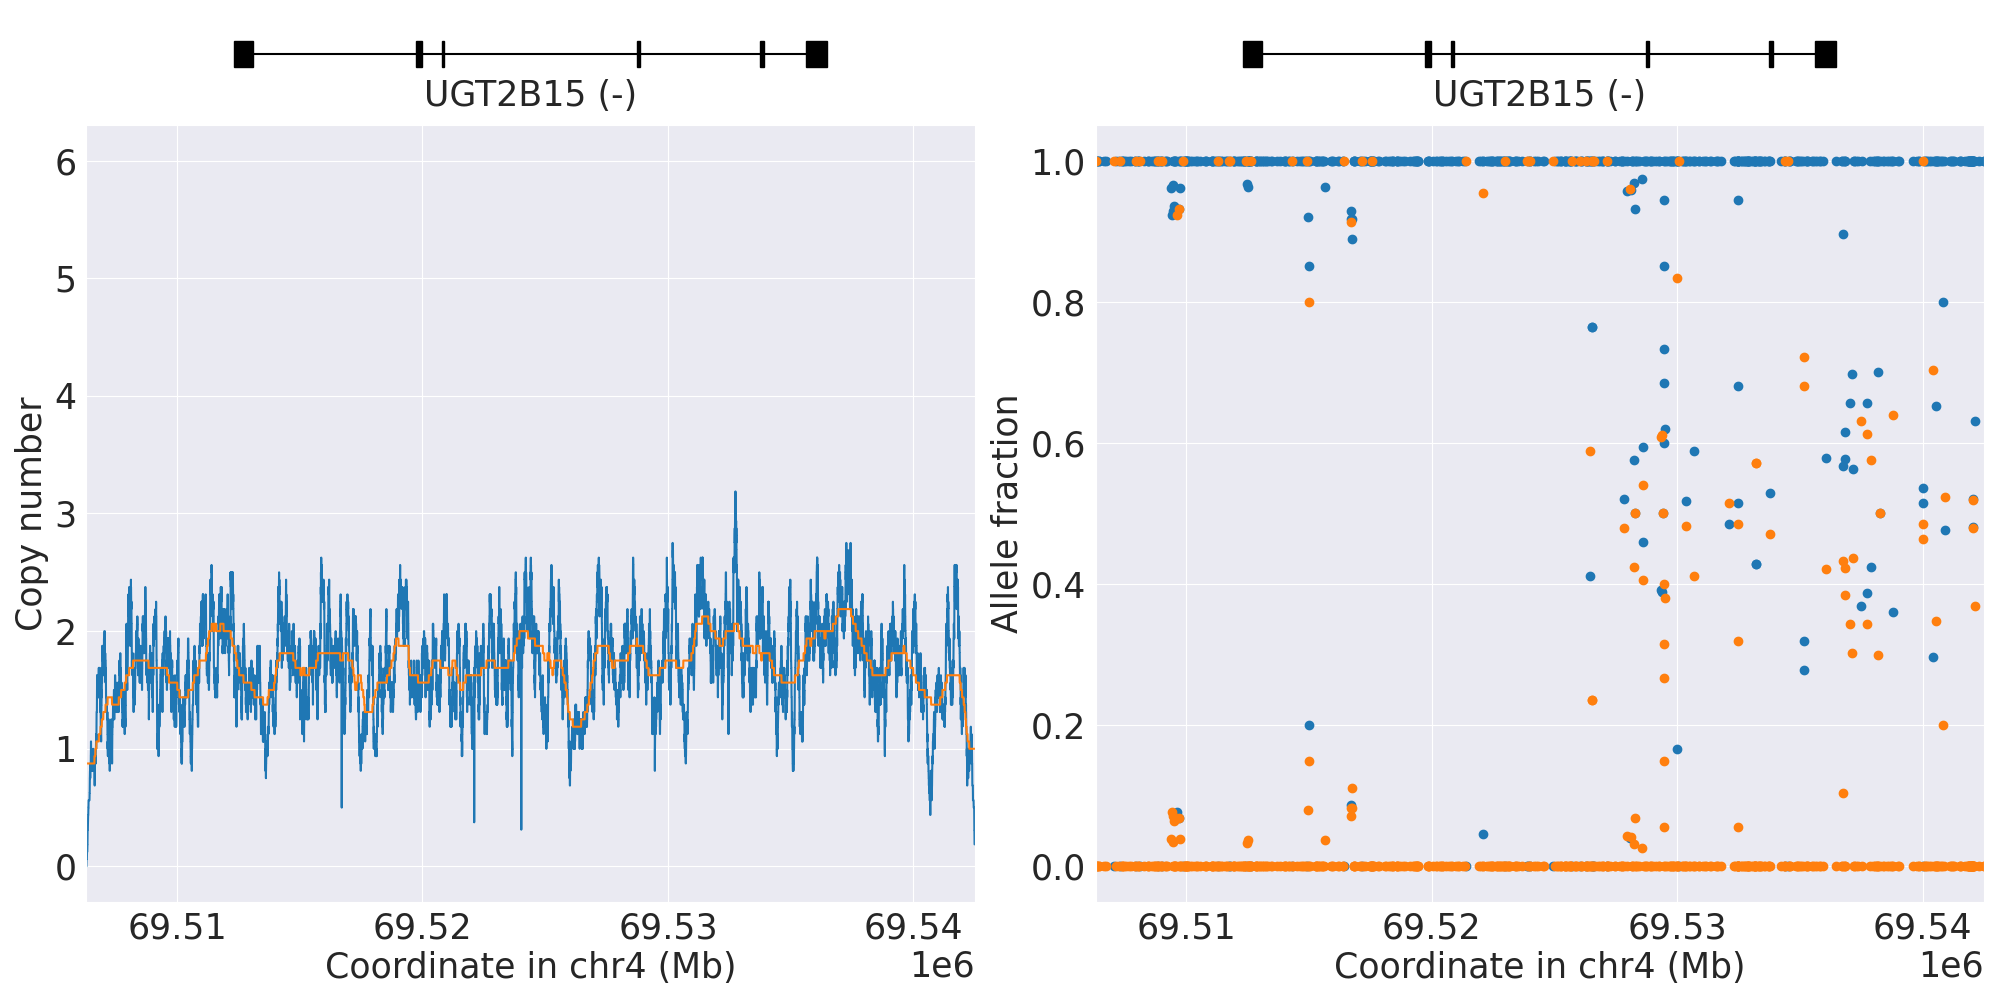 UGT2B15 (-)
6
5
4
3
2
1
0
Copy number
69.51 69.52 69.53 69.54
Coordinate in chr4 (Mb)
1e6
UGT2B15 (-)
1.0
0.8
0.6
0.4
0.2
0.0
Allele fraction
69.51 69.52 69.53 69.54
Coordinate in chr4 (Mb)
1e6